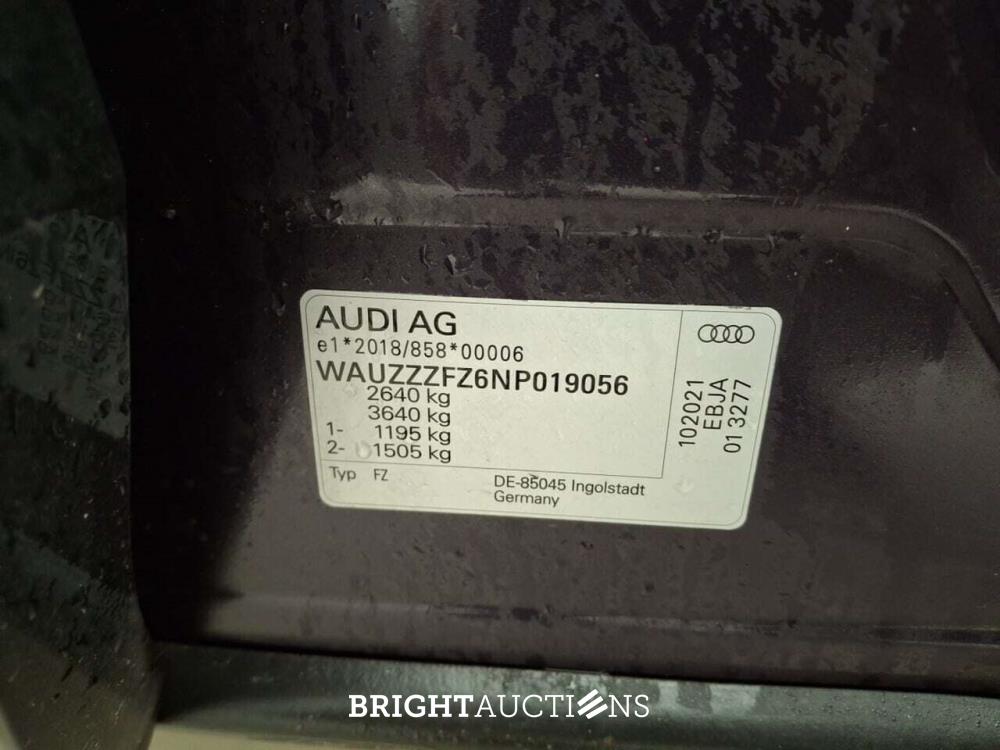 AUDI AG
e1*2018/858*00006
WAUZZZFZ6NP019056
2640 kg
3640 kg
1- 1195 kg
2- 1505 kg
Typ FZ
DE-85045 Ingolstadt
Germany
102021
EBJA
01 3277
BRIGHTAUCTIONS